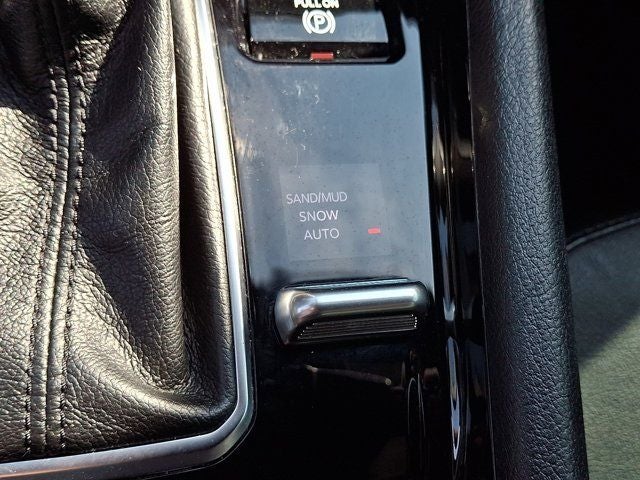 PULL ON
(P)
SAND/MUD
SNOW
AUTO